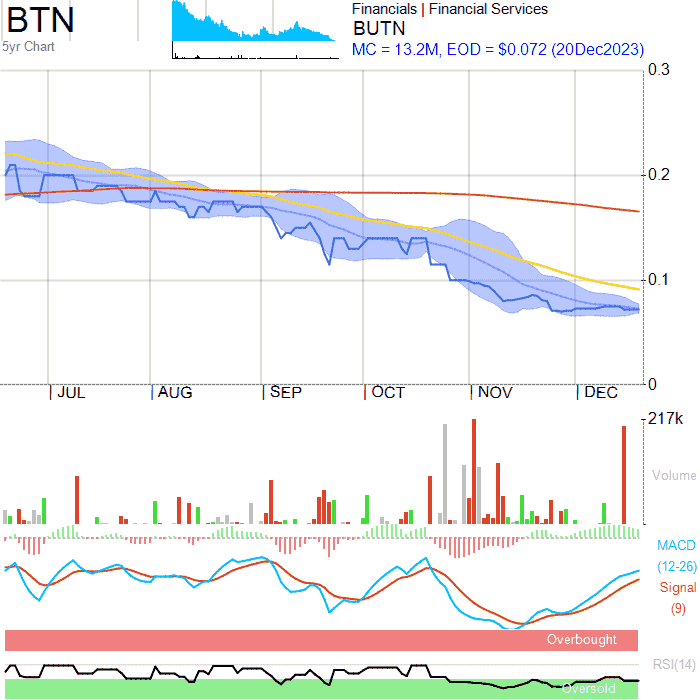 BTN
5yr Chart
Financials | Financial Services
BUTN
MC = 13.2M, EOD = $0.072 (20Dec2023)
0.3
0.2
0.1
0
JUL AUG SEP OCT NOV DEC
217k
Volume
MACD
(12-26)
Signal
(9)
Overbought
RSI(14)
Oversold